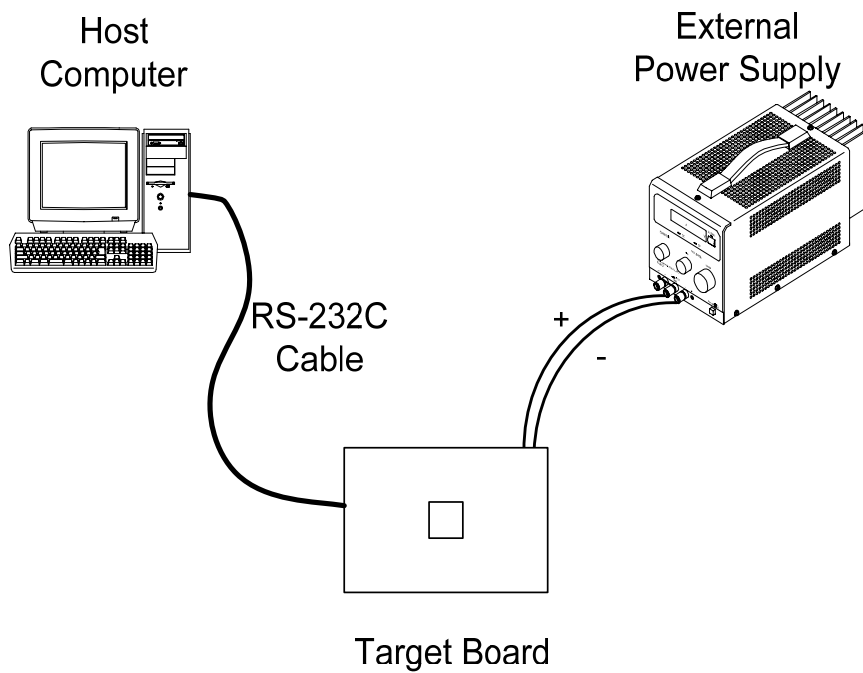 Host
Computer
External
Power Supply
RS-232C
Cable
+
-
Target Board